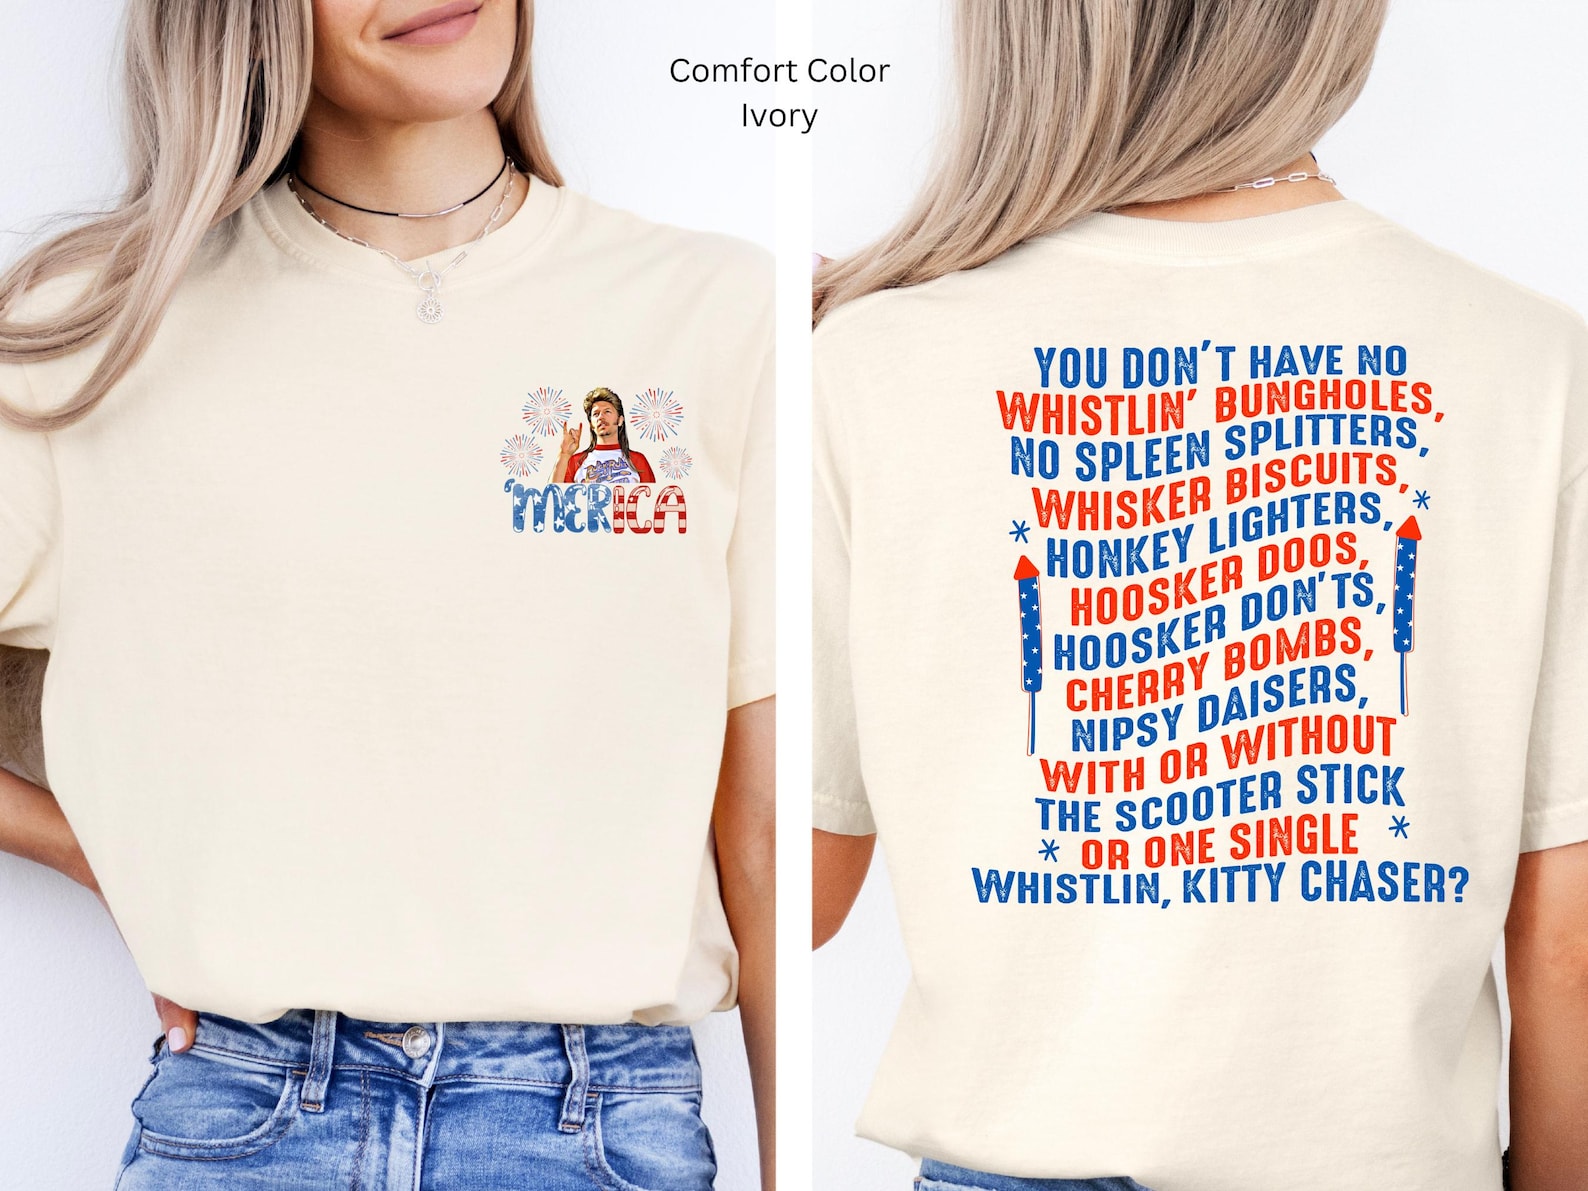 Comfort Color
Ivory
'MERICA
YOU DON'T HAVE NO
WHISTLIN' BUNGHOLES,
NO SPLEEN SPLITTERS,
WHISKER BISCUITS,
HONKEY LIGHTERS,
HOOSKER DOOS,
HOOSKER DON'TS,
CHERRY BOMBS,
NIPSY DAISERS,
WITH OR WITHOUT
THE SCOOTER STICK
OR ONE SINGLE
WHISTLIN, KITTY CHASER?